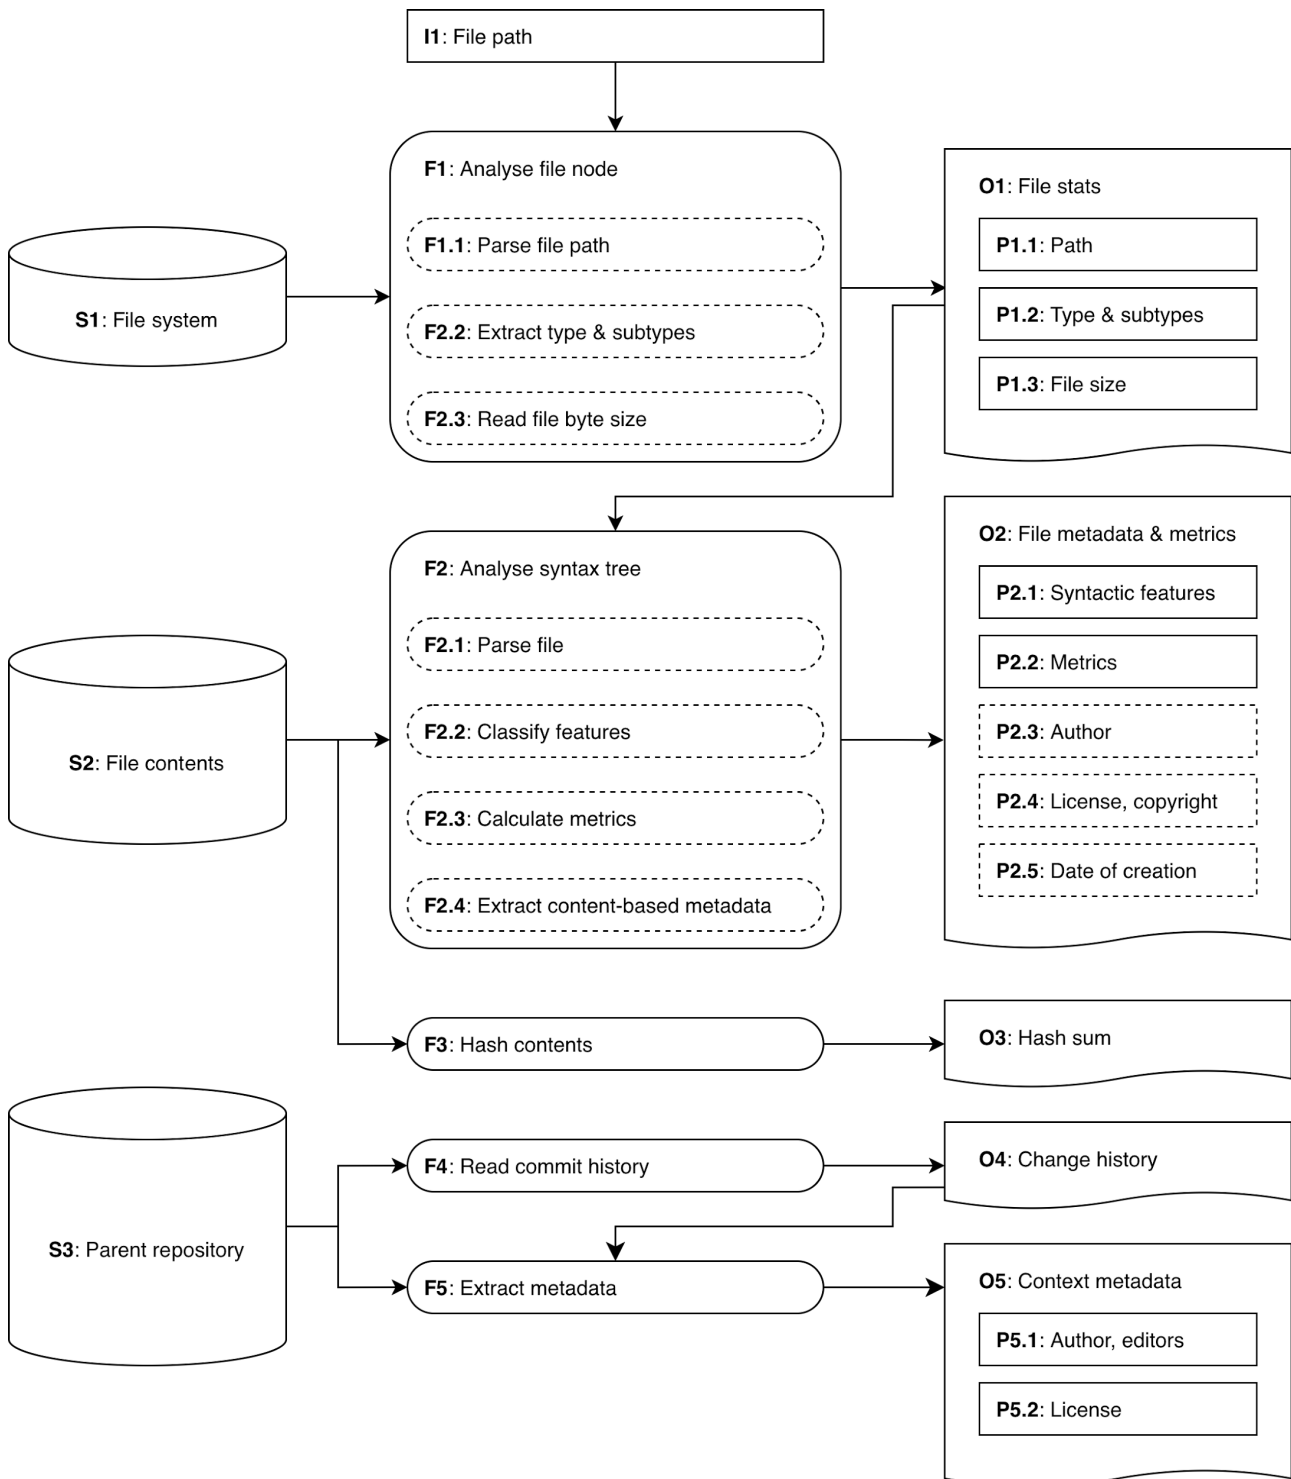 I1: File path
F1: Analyse file node
F1.1: Parse file path
F2.2: Extract type & subtypes
F2.3: Read file byte size
S1: File system
O1: File stats
P1.1: Path
P1.2: Type & subtypes
P1.3: File size
F2: Analyse syntax tree
F2.1: Parse file
F2.2: Classify features
F2.3: Calculate metrics
F2.4: Extract content-based metadata
S2: File contents
O2: File metadata & metrics
P2.1: Syntactic features
P2.2: Metrics
P2.3: Author
P2.4: License, copyright
P2.5: Date of creation
F3: Hash contents
O3: Hash sum
S3: Parent repository
F4: Read commit history
O4: Change history
F5: Extract metadata
O5: Context metadata
P5.1: Author, editors
P5.2: License